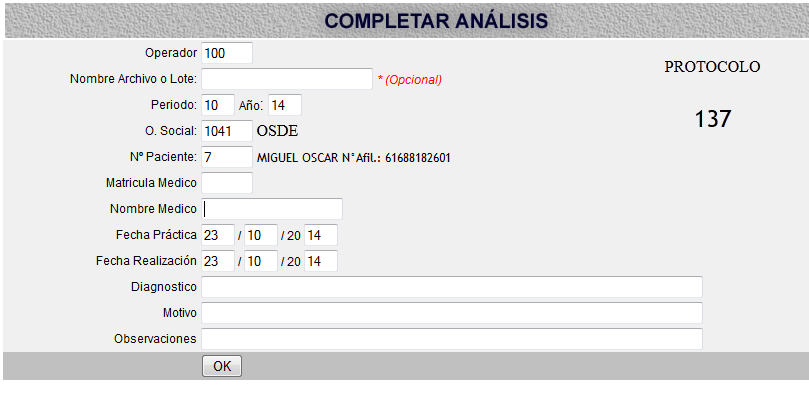 COMPLETAR ANÁLISIS
Operador 100
PROTOCOLO
Nombre Archivo o Lote: * (Opcional)
Periodo: 10 Año: 14
137
O. Social: 1041 OSDE
Nº Paciente: 7 MIGUEL OSCAR N°Afil.: 61688182601
Matricula Medico
Nombre Medico
Fecha Práctica 23 / 10 / 20 14
Fecha Realización 23 / 10 / 20 14
Diagnostico
Motivo
Observaciones
OK